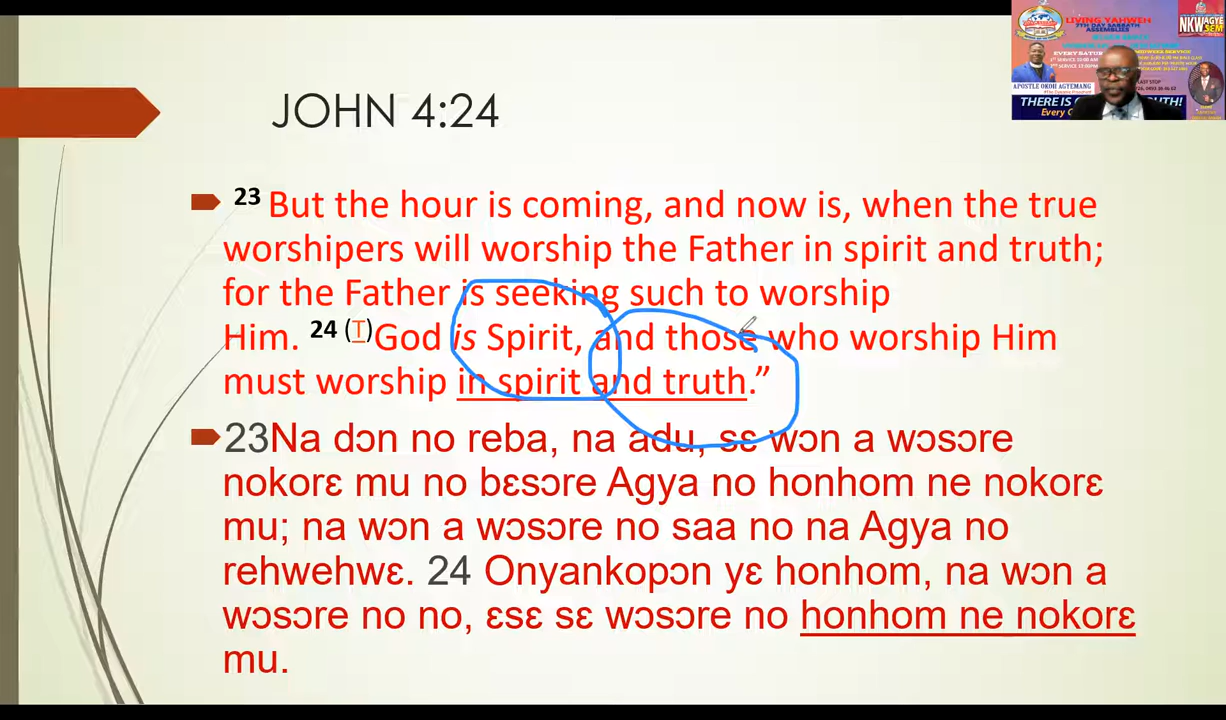 JOHN 4:24
23 But the hour is coming, and now is, when the true
worshipers will worship the Father in spirit and truth;
for the Father is seeking such to worship
Him. 24 (T)God is Spirit, and those who worship Him
must worship in spirit and truth.”
23Na dɔn no reba, na adu, sɛ wɔn a wɔsɔre
nokorɛ mu no bɛsɔre Agya no honhom ne nokorɛ
mu; na wɔn a wɔsɔre no saa no na Agya no
rehwehwɛ. 24 Onyankopɔn yɛ honhom, na wɔn a
wɔsɔre no no, ɛsɛ sɛ wɔsɔre no honhom ne nokorɛ
mu.
LIVING YAHWEH
7TH DAY SABBATH
ASSEMBLIES
APOSTLE OKOH AGYEMANG
THERE IS
NKWAGYE
SEM